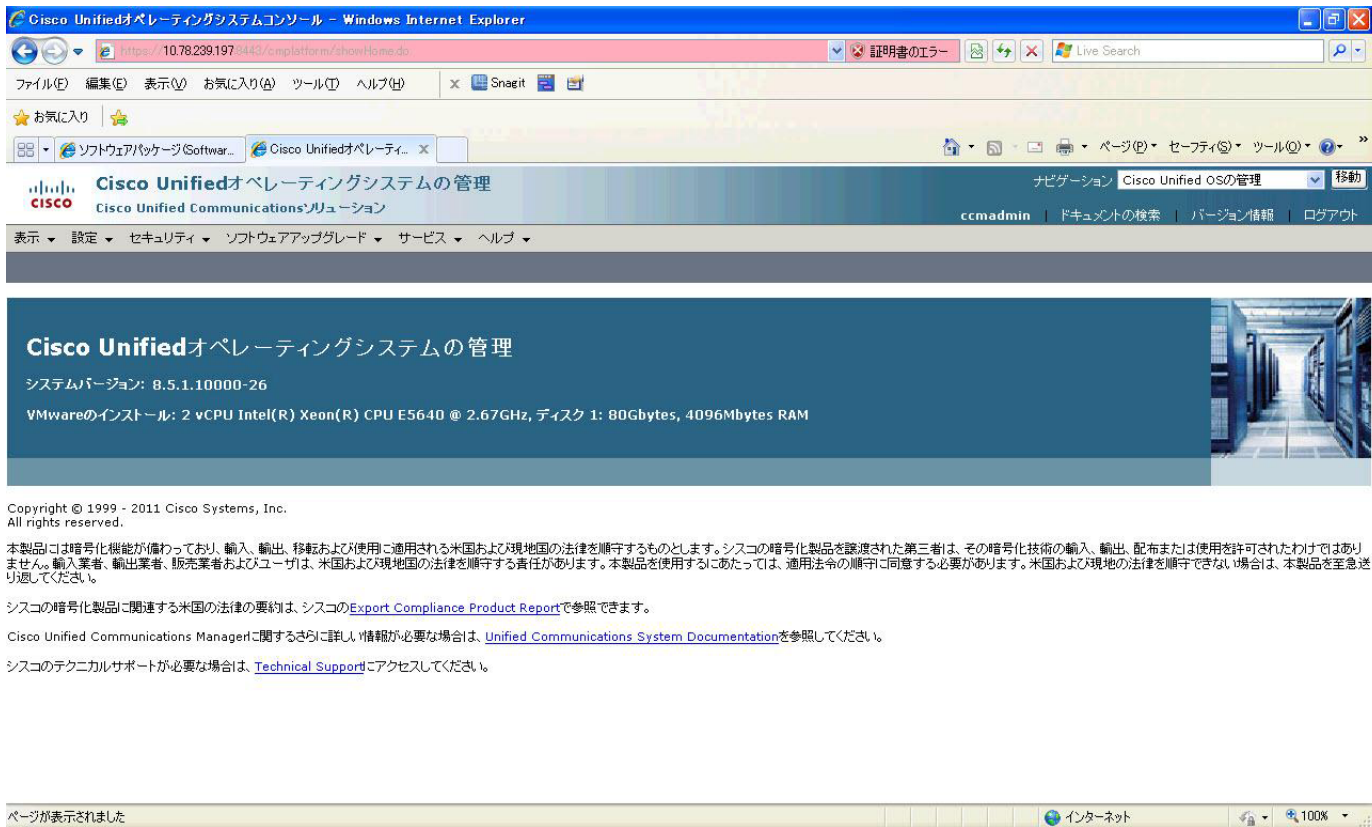 Cisco Unifiedオペレーティングシステムコンソール - Windows Internet Explorer
https://10.78.239.197:8443/cmplatform/showHome.do 証明書のエラー Live Search
ファイル(F) 編集(E) 表示(V) お気に入り(A) ツール(T) ヘルプ(H) x Snagit
お気に入り
ソフトウェアパッケージ(Softwar... Cisco Unifiedオペレーティ... x ページ(P) セーフティ(S) ツール(O) »
cisco
Cisco Unifiedオペレーティングシステムの管理
Cisco Unified Communicationsソリューション
ナビゲーション Cisco Unified OSの管理 移動
ccmadmin | ドキュメントの検索 | バージョン情報 | ログアウト
表示 設定 セキュリティ ソフトウェアアップグレード サービス ヘルプ
Cisco Unifiedオペレーティングシステムの管理
システムバージョン: 8.5.1.10000-26
VMwareのインストール: 2 vCPU Intel(R) Xeon(R) CPU E5640 @ 2.67GHz, ディスク 1: 80Gbytes, 4096Mbytes RAM
Copyright © 1999 - 2011 Cisco Systems, Inc.
All rights reserved.
本製品には暗号化機能が備わっており、輸入、輸出、移転および使用に適用される米国および現地国の法律を順守するものとします。シスコの暗号化製品を譲渡された第三者は、その暗号化技術の輸入、輸出、配布または使用を許可されたわけではあり
ません。輸入業者、輸出業者、販売業者およびユーザは、米国および現地国の法律を順守する責任があります。本製品を使用するにあたっては、適用法令の順守に同意する必要があります。米国および現地の法律を順守できない場合は、本製品を至急送
り返してください。
シスコの暗号化製品に関連する米国の法律の要約は、シスコのExport Compliance Product Reportで参照できます。
Cisco Unified Communications Managerに関するさらに詳しい情報が必要な場合は、Unified Communications System Documentationを参照してください。
シスコのテクニカルサポートが必要な場合は、Technical Supportにアクセスしてください。
ページが表示されました インターネット 100%